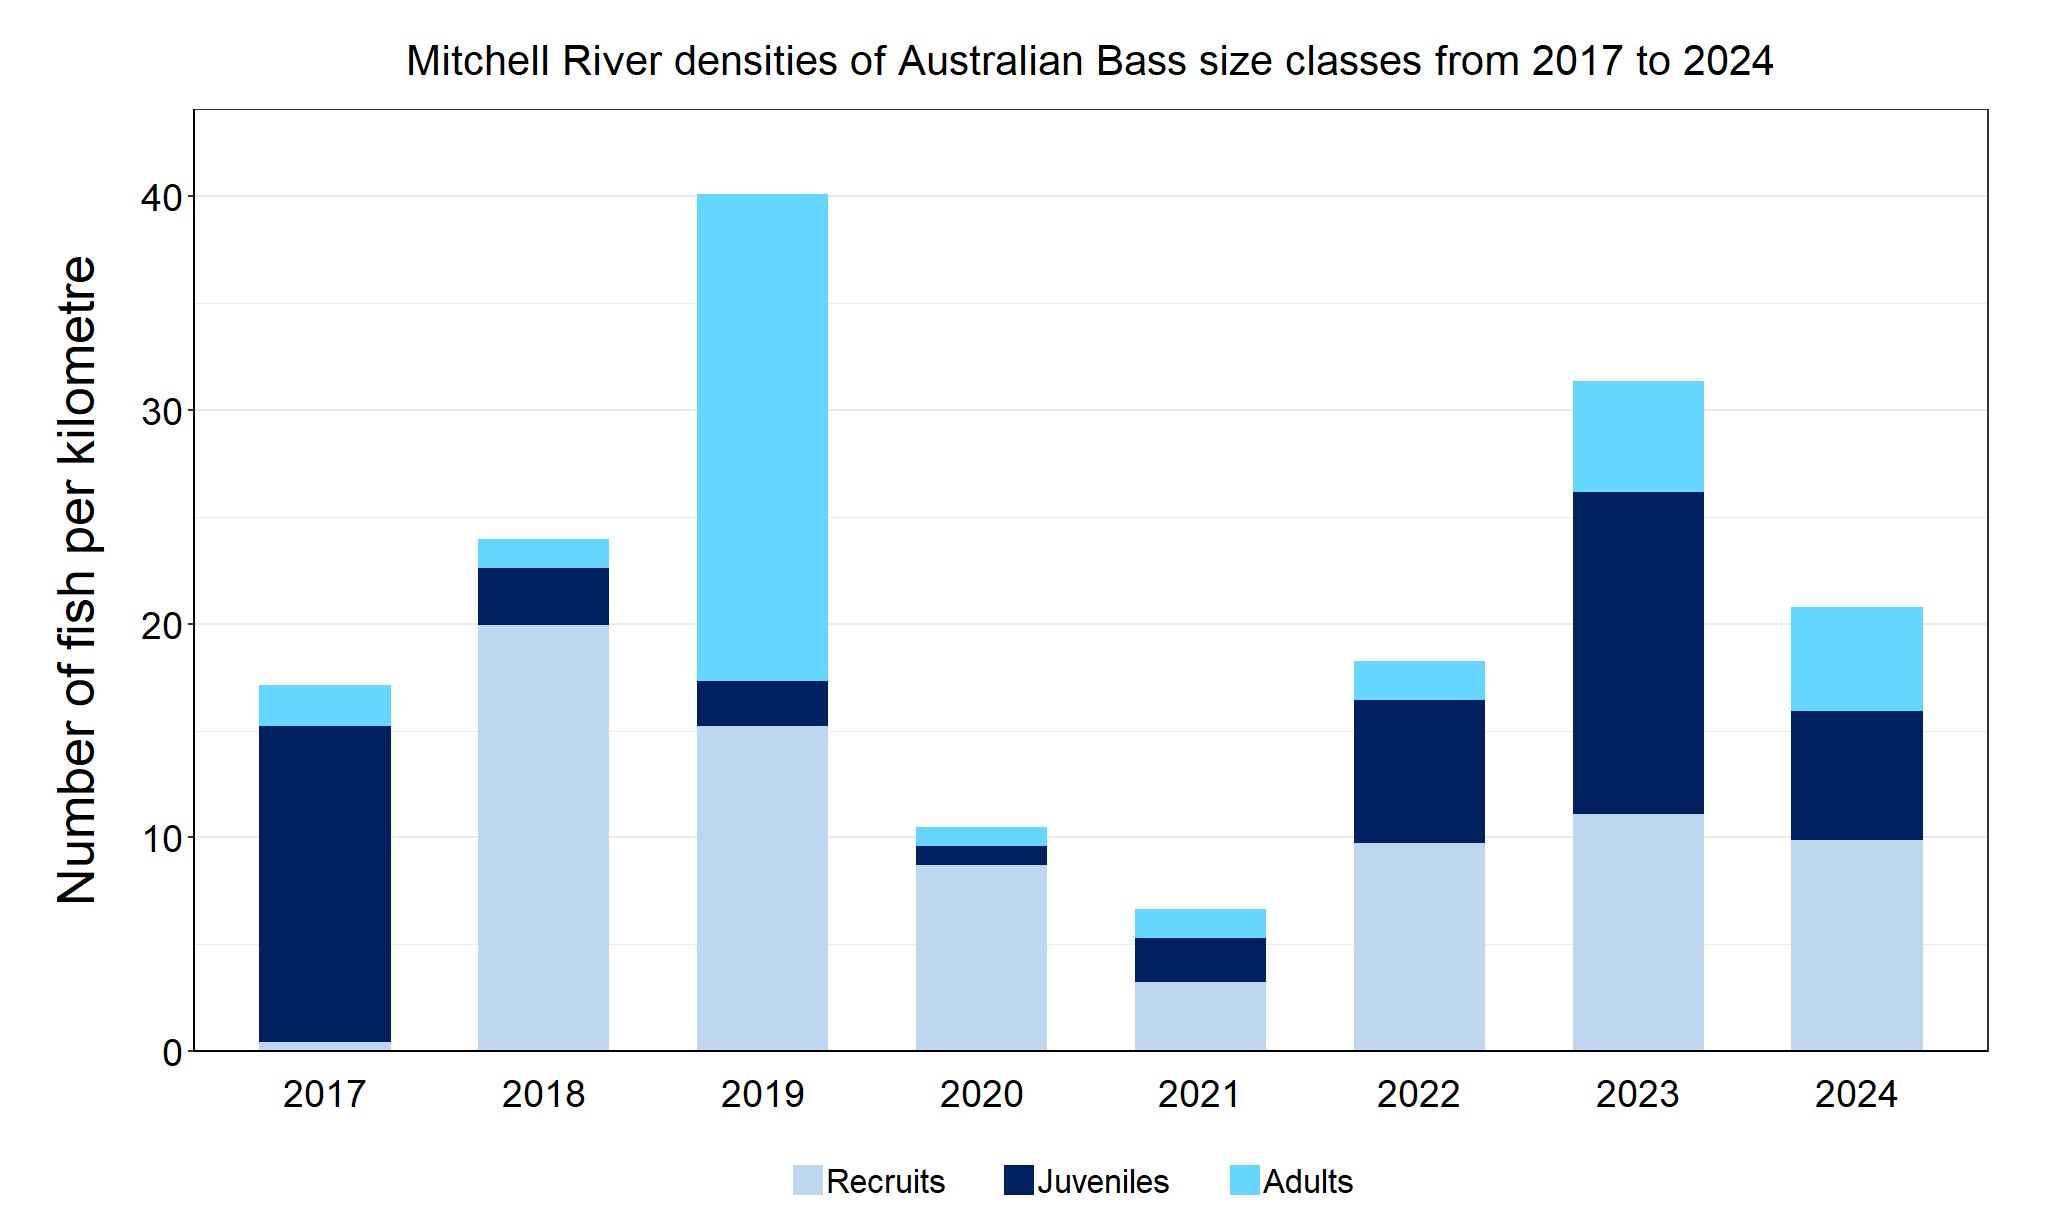 Mitchell River densities of Australian Bass size classes from 2017 to 2024
Number of fish per kilometre
40
30
20
10
0
2017 2018 2019 2020 2021 2022 2023 2024
Recruits Juveniles Adults